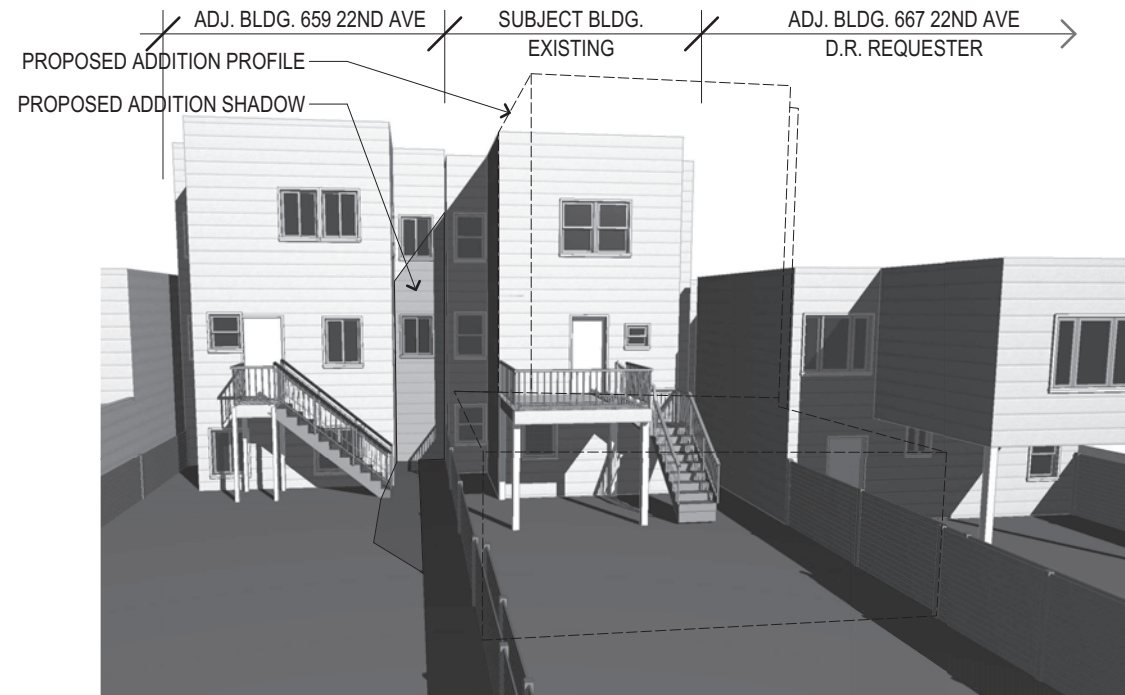 ADJ. BLDG. 659 22ND AVE
SUBJECT BLDG.
EXISTING
ADJ. BLDG. 667 22ND AVE
D.R. REQUESTER
PROPOSED ADDITION PROFILE
PROPOSED ADDITION SHADOW